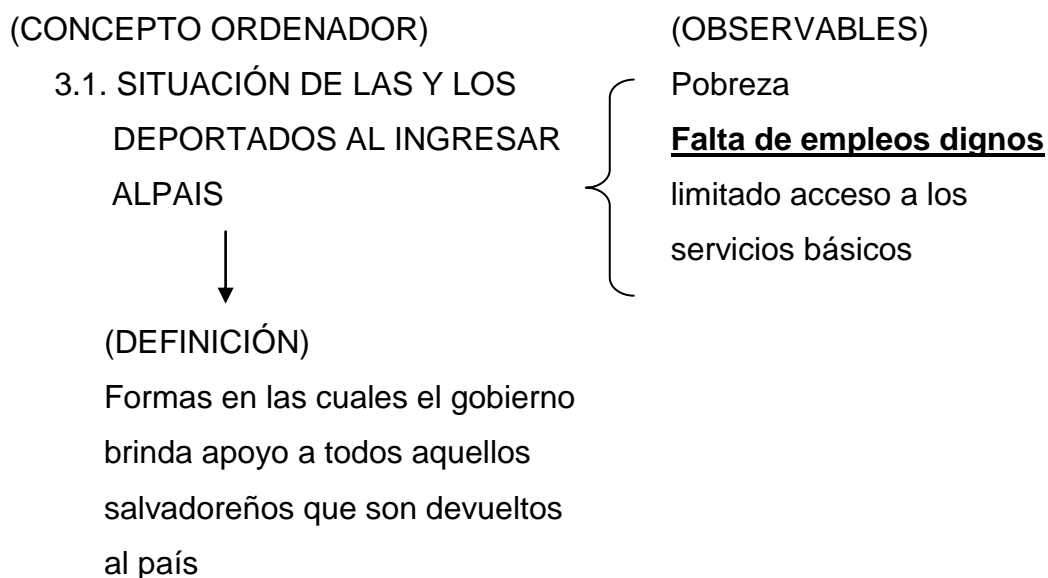 (CONCEPTO ORDENADOR)
3.1. SITUACIÓN DE LAS Y LOS
DEPORTADOS AL INGRESAR
ALPAIS
(DEFINICIÓN)
Formas en las cuales el gobierno
brinda apoyo a todos aquellos
salvadoreños que son devueltos
al país
(OBSERVABLES)
Pobreza
Falta de empleos dignos
limitado acceso a los
servicios básicos